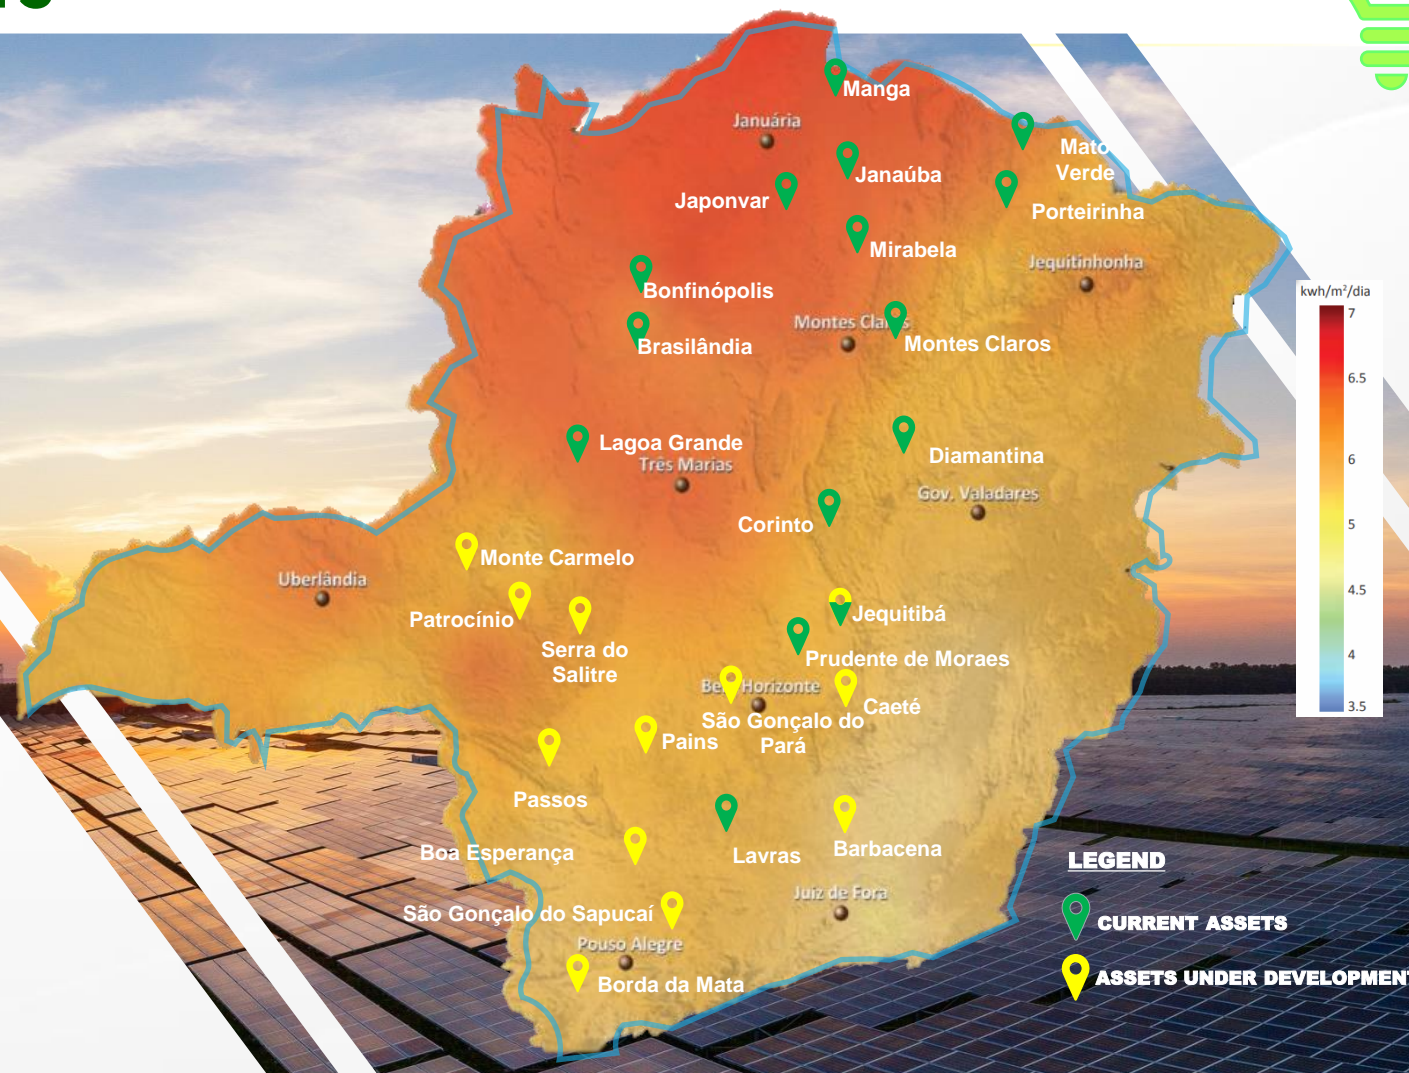 Manga
Januária
Mato
Verde
Janaúba
Japonvar
Porteirinha
Mirabela
Jequitinhonha
Bonfinópolis
kwh/m²/dia
7
Montes Claros
Montes Claros
Brasilândia
6.5
Lagoa Grande
Três Marias
Diamantina
6
Gov. Valadares
Corinto
5
Monte Carmelo
Uberlândia
4.5
Patrocínio
Jequitibá
Serra do
Salitre
Prudente de Moraes
4
Horizonte
Caeté
3.5
São Gonçalo do
Pará
Pains
Passos
Boa Esperança
Lavras
Barbacena
LEGEND
Juiz de Fora
São Gonçalo do Sapucaí
CURRENT ASSETS
Pouso Alegre
Borda da Mata
ASSETS UNDER DEVELOPMENT